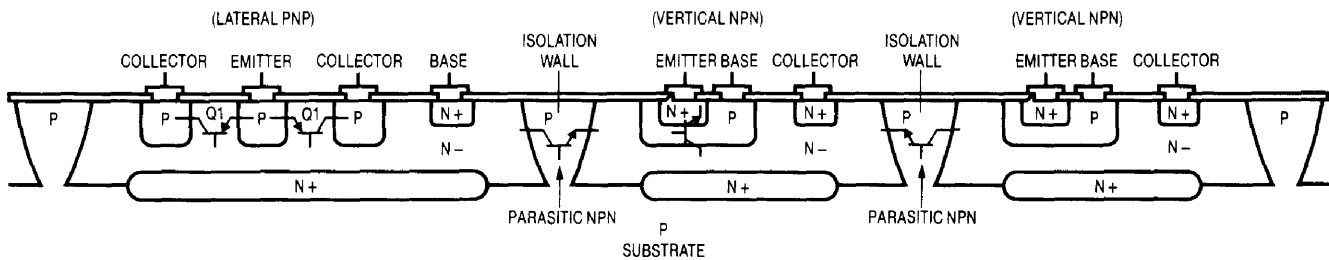 (LATERAL PNP) (VERTICAL NPN) (VERTICAL NPN)
ISOLATION WALL ISOLATION WALL
COLLECTOR EMITTER COLLECTOR BASE EMITTER BASE COLLECTOR EMITTER BASE COLLECTOR
P P Q1 P Q1 P N+ P N+ P N+ P N+ P N+ P
N– N– N–
N+ N+ N+
PARASITIC NPN PARASITIC NPN
P
SUBSTRATE